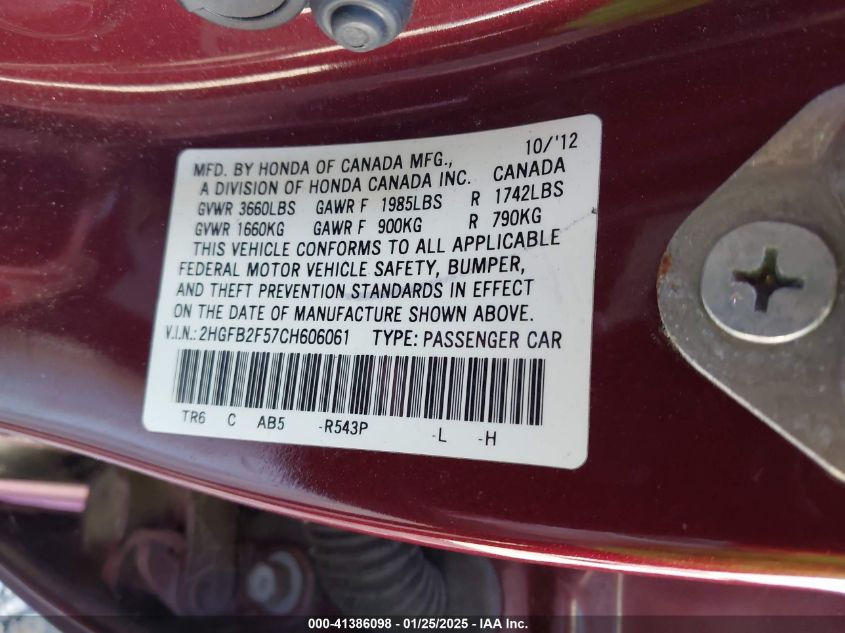 10/'12
MFD. BY HONDA OF CANADA MFG., CANADA
A DIVISION OF HONDA CANADA INC.
GVWR 3660LBS GAWR F 1985LBS R 1742LBS
GVWR 1660KG GAWR F 900KG R 790KG
THIS VEHICLE CONFORMS TO ALL APPLICABLE
FEDERAL MOTOR VEHICLE SAFETY, BUMPER,
AND THEFT PREVENTION STANDARDS IN EFFECT
ON THE DATE OF MANUFACTURE SHOWN ABOVE.
V.I.N.: 2HGFB2F57CH606061 TYPE: PASSENGER CAR
TR6 C AB5 -R543P -L -H
000-41386098 - 01/25/2025 - IAA Inc.